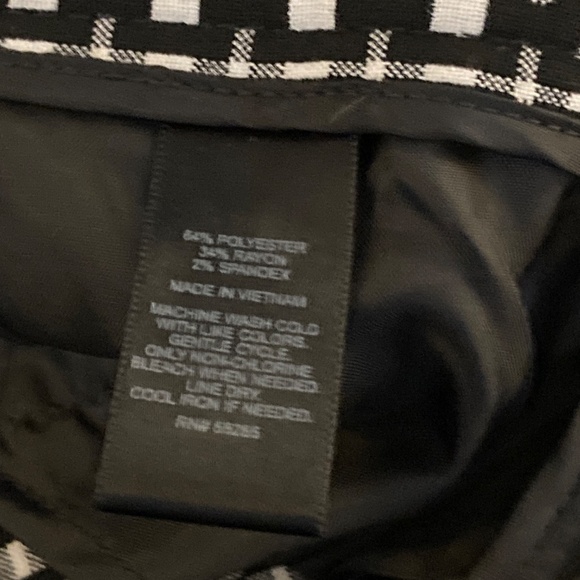 64% POLYESTER
34% RAYON
2% SPANDEX
MADE IN VIETNAM
MACHINE WASH COLD
WITH LIKE COLORS.
GENTLE CYCLE.
ONLY NON-CHLORINE
BLEACH WHEN NEEDED.
LINE DRY.
COOL IRON IF NEEDED.
RN#